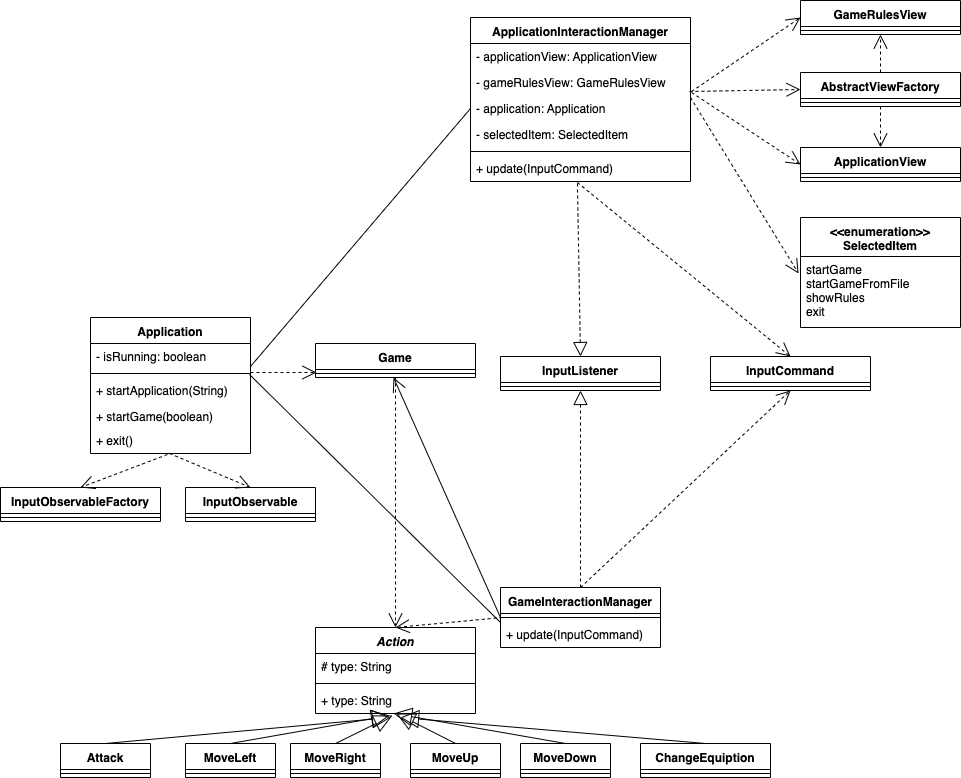 GameRulesView
ApplicationInteractionManager
- applicationView: ApplicationView
- gameRulesView: GameRulesView
- application: Application
- selectedItem: SelectedItem
+ update(InputCommand)
AbstractViewFactory
ApplicationView
<<enumeration>>
SelectedItem
startGame
startGameFromFile
showRules
exit
Application
- isRunning: boolean
+ startApplication(String)
+ startGame(boolean)
+ exit()
Game
InputListener
InputCommand
InputObservableFactory
InputObservable
GameInteractionManager
+ update(InputCommand)
Action
# type: String
+ type: String
Attack
MoveLeft
MoveRight
MoveUp
MoveDown
ChangeEquiption